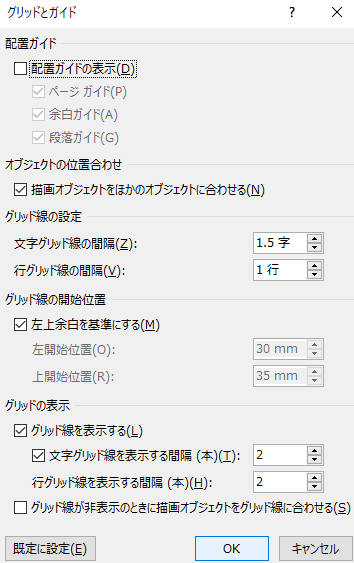 グリッドとガイド ? ×
配置ガイド
配置ガイドの表示(D)
ページ ガイド(P)
余白ガイド(A)
段落ガイド(G)
オブジェクトの位置合わせ
描画オブジェクトをほかのオブジェクトに合わせる(N)
グリッド線の設定
文字グリッド線の間隔(Z): 1.5 字
行グリッド線の間隔(V): 1 行
グリッド線の開始位置
左上余白を基準にする(M)
左開始位置(O): 30 mm
上開始位置(R): 35 mm
グリッドの表示
グリッド線を表示する(L)
文字グリッド線を表示する間隔 (本)(T): 2
行グリッド線を表示する間隔 (本)(H): 2
グリッド線が非表示のときに描画オブジェクトをグリッド線に合わせる(S)
既定に設定(E) OK キャンセル